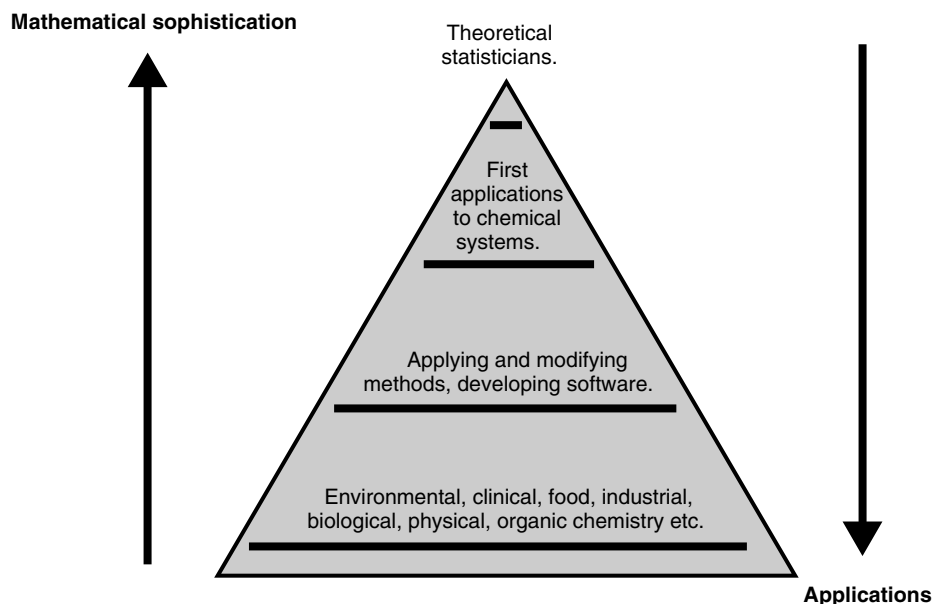 Mathematical sophistication
Theoretical
statisticians.
First
applications
to chemical
systems.
Applying and modifying
methods, developing software.
Environmental, clinical, food, industrial,
biological, physical, organic chemistry etc.
Applications